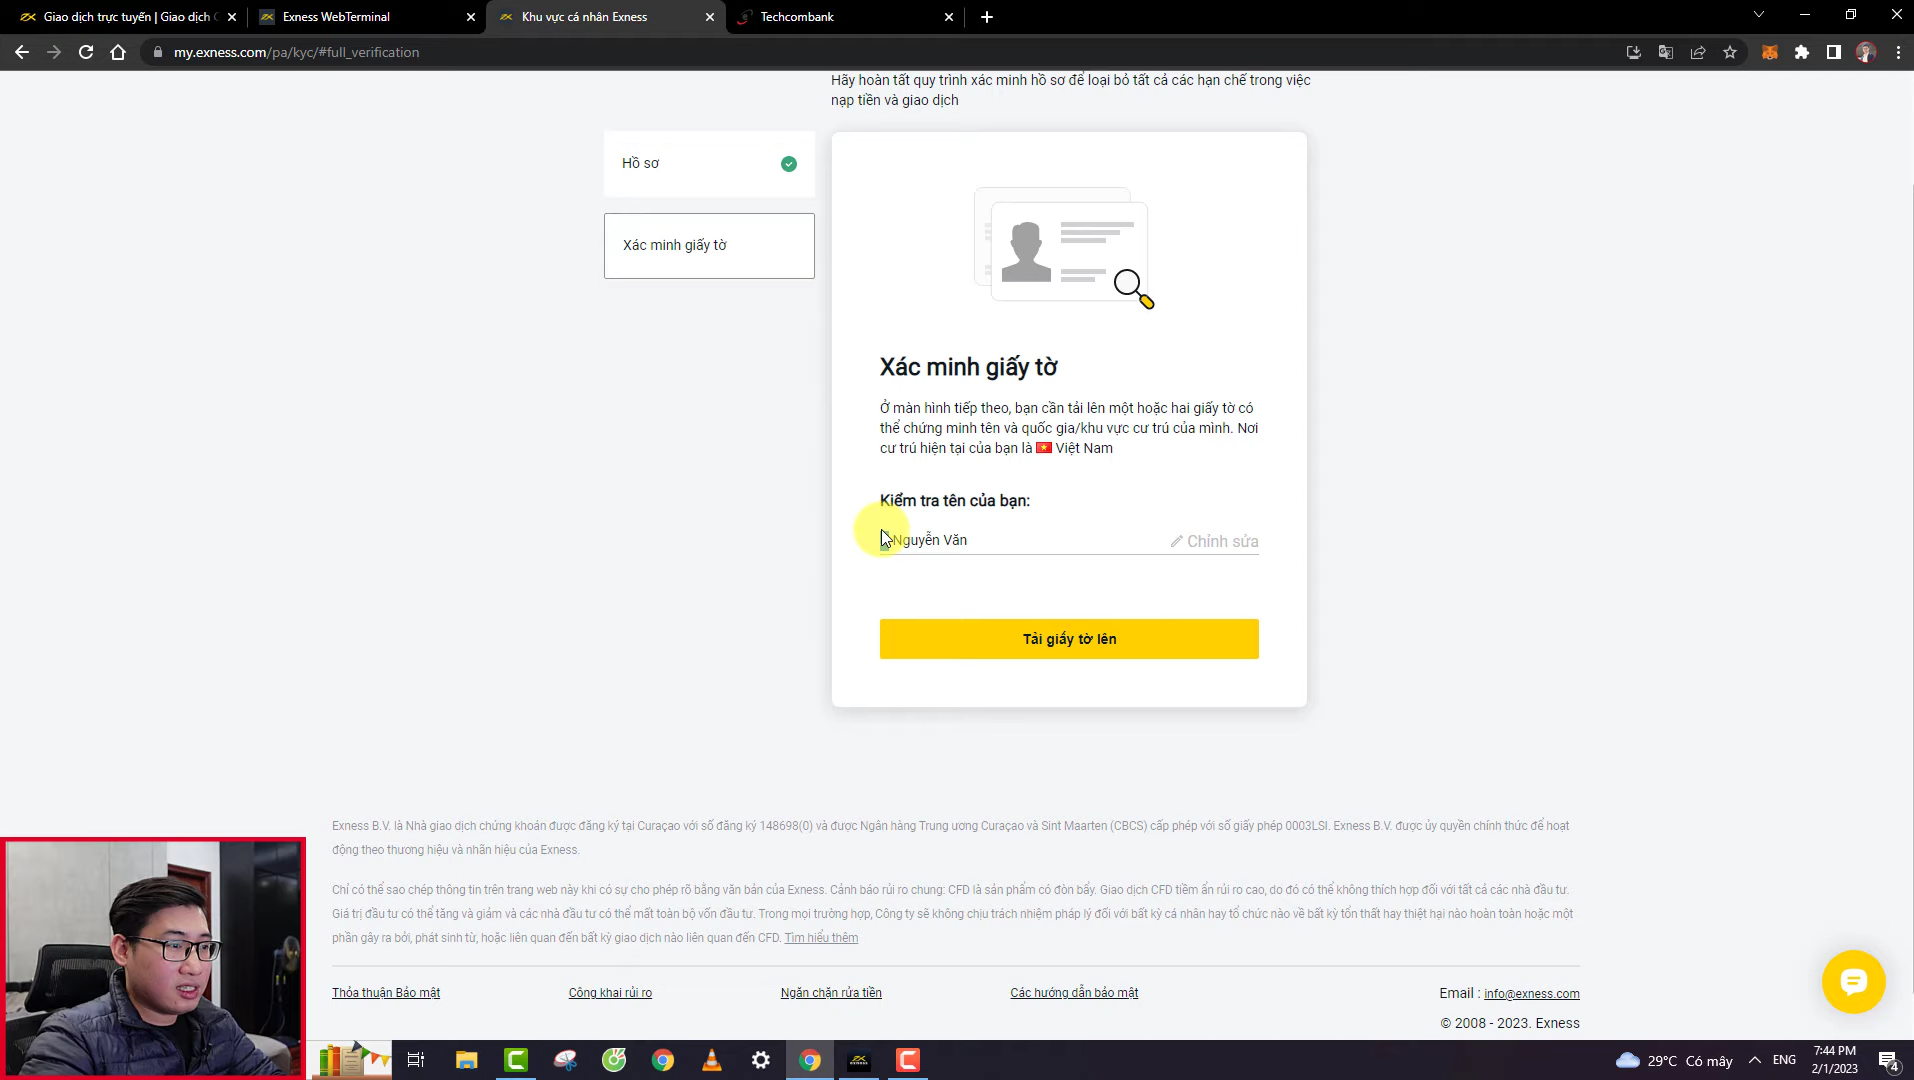 Giao dịch trực tuyến | Giao dịch
Exness WebTerminal
Khu vực cá nhân Exness
Techcombank
my.exness.com/pa/kyc/#full_verification
Hãy hoàn tất quy trình xác minh hồ sơ để loại bỏ tất cả các hạn chế trong việc
nạp tiền và giao dịch
Hồ sơ
Xác minh giấy tờ
Xác minh giấy tờ
Ở màn hình tiếp theo, bạn cần tải lên một hoặc hai giấy tờ có
thể chứng minh tên và quốc gia/khu vực cư trú của mình. Nơi
cư trú hiện tại của bạn là Việt Nam
Kiểm tra tên của bạn:
Nguyễn Văn
Chỉnh sửa
Tải giấy tờ lên
Exness B.V. là Nhà giao dịch chứng khoán được đăng ký tại Curaçao với số đăng ký 148698(0) và được Ngân hàng Trung ương Curaçao và Sint Maarten (CBCS) cấp phép với số giấy phép 0003LSI. Exness B.V. được ủy quyền chính thức để hoạt
động theo thương hiệu và nhãn hiệu của Exness.
Chỉ có thể sao chép thông tin trên trang web này khi có sự cho phép rõ bằng văn bản của Exness. Cảnh báo rủi ro chung: CFD là sản phẩm có đòn bẩy. Giao dịch CFD tiềm ẩn rủi ro cao, do đó có thể không thích hợp đối với tất cả các nhà đầu tư.
Giá trị đầu tư có thể tăng và giảm và các nhà đầu tư có thể mất toàn bộ vốn đầu tư. Trong mọi trường hợp, Công ty sẽ không chịu trách nhiệm pháp lý đối với bất kỳ cá nhân hay tổ chức nào về bất kỳ tổn thất hay thiệt hại nào hoàn toàn hoặc một
phần gây ra bởi, phát sinh từ, hoặc liên quan đến bất kỳ giao dịch nào liên quan đến CFD. Tìm hiểu thêm
Thỏa thuận Bảo mật
Công khai rủi ro
Ngăn chặn rửa tiền
Các hướng dẫn bảo mật
Email : info@exness.com
© 2008 - 2023. Exness
29°C Có mây
ENG
7:44 PM
2/1/2023
4